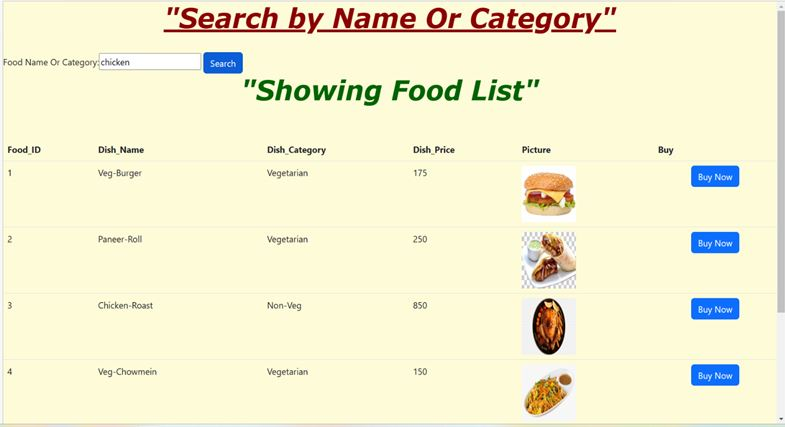 "Search by Name Or Category"
Food Name Or Category: chicken Search
"Showing Food List"
Food_ID Dish_Name Dish_Category Dish_Price Picture Buy
1 Veg-Burger Vegetarian 175 Buy Now
2 Paneer-Roll Vegetarian 250 Buy Now
3 Chicken-Roast Non-Veg 850 Buy Now
4 Veg-Chowmein Vegetarian 150 Buy Now